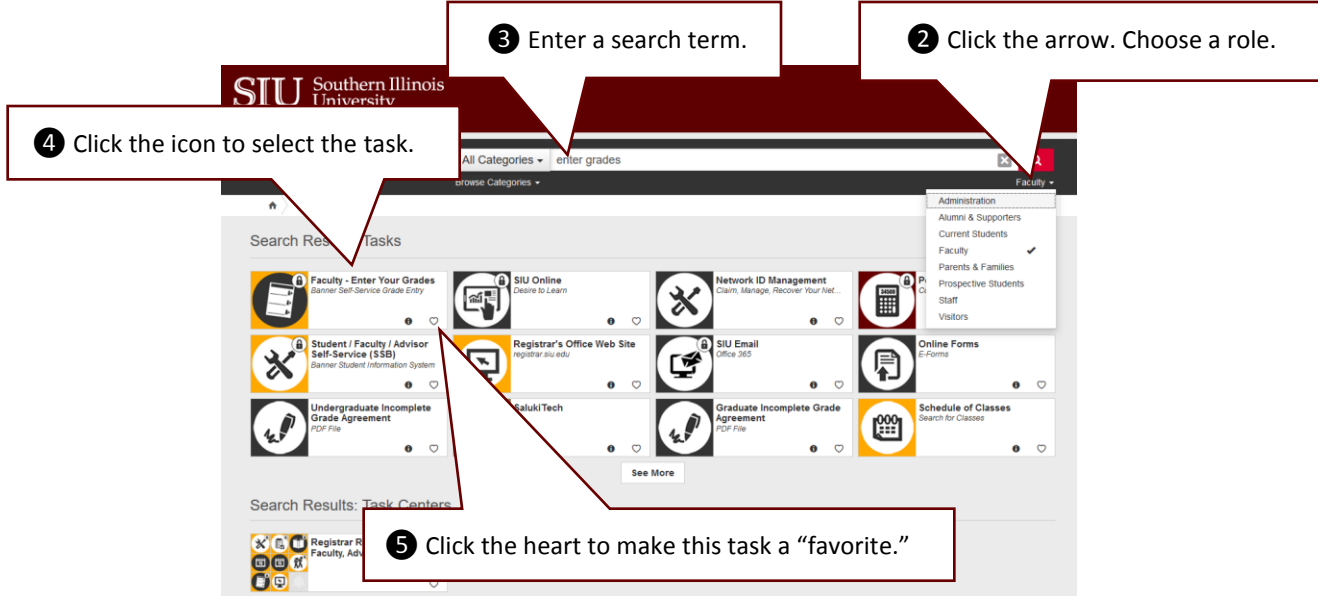 ❸ Enter a search term.
❷ Click the arrow. Choose a role.
SIU Southern Illinois
University
❹ Click the icon to select the task.
All Categories
enter grades
Browse Categories
Faculty
Administration
Alumni & Supporters
Current Students
Faculty
Parents & Families
Prospective Students
Staff
Visitors
Search Tasks
Faculty - Enter Your Grades
Banner Self-Service Grade Entry
SIU Online
Desire to Learn
Network ID Management
Claim, Manage, Recover Your Net...
Student / Faculty / Advisor
Self-Service (SSB)
Banner Student Information System
Registrar's Office Web Site
registrar.siu.edu
SIU Email
Office 365
Online Forms
E-Forms
Undergraduate Incomplete
Grade Agreement
PDF File
SalukiTech
Graduate Incomplete Grade
Agreement
PDF File
Schedule of Classes
Search for Classes
See More
Search Results: Task Centers
Registrar
Faculty,
❺ Click the heart to make this task a “favorite.”